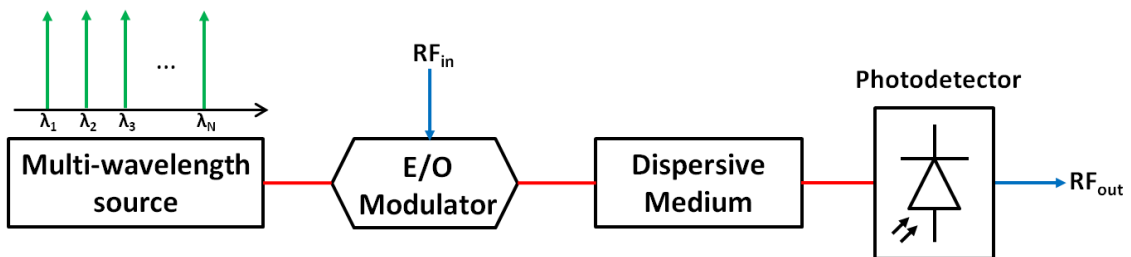 ...
λ1 λ2 λ3 λN
Multi-wavelength
source
RFin
E/O
Modulator
Dispersive
Medium
Photodetector
RFout